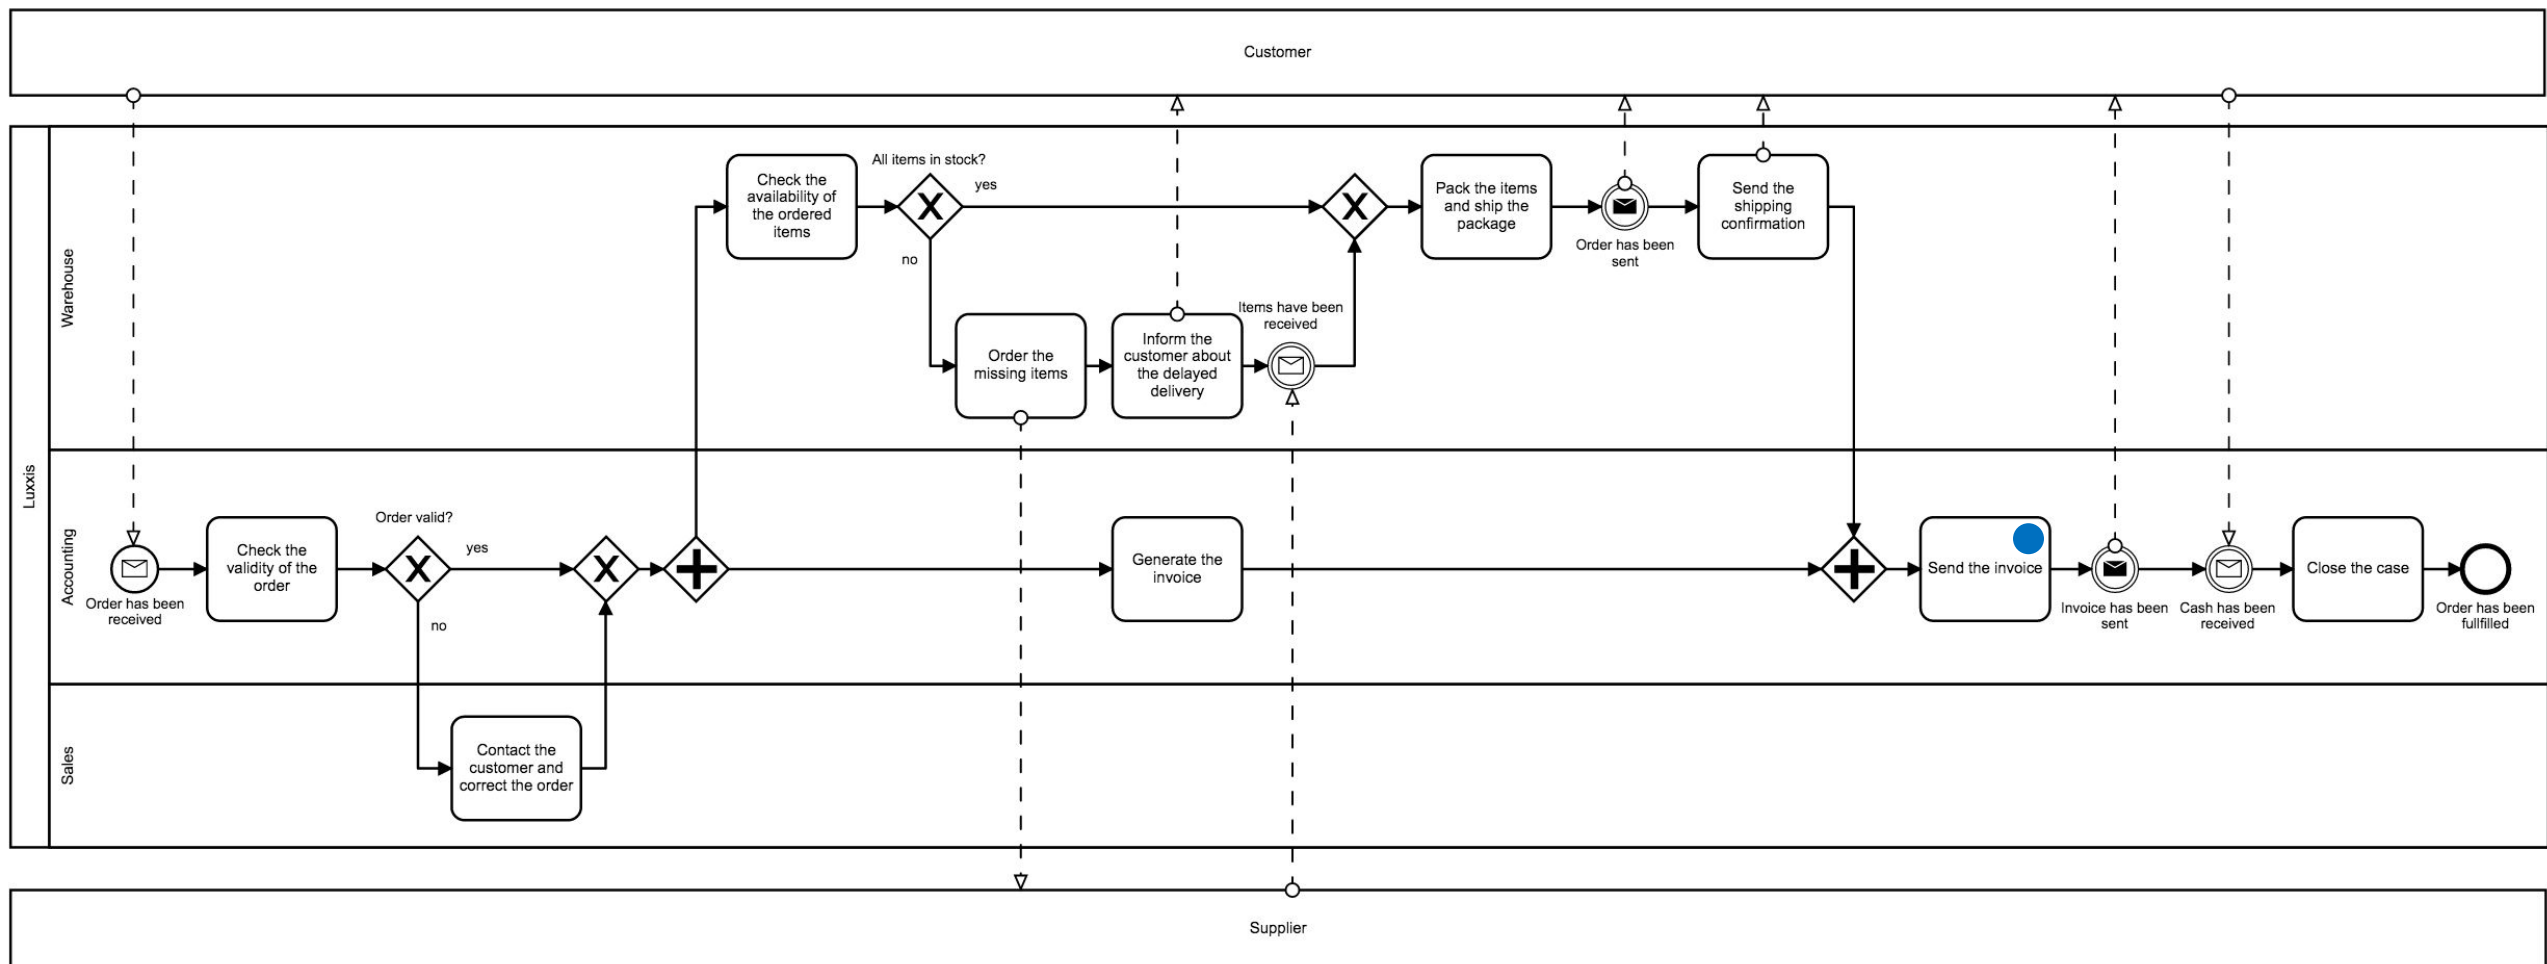 Customer
Luxxis
Warehouse
Check the
availability of
the ordered
items
All items in stock?
yes
no
Order the
missing items
Inform the
customer about
the delayed
delivery
Items have been
received
Pack the items
and ship the
package
Order has been
sent
Send the
shipping
confirmation
Accounting
Order has been
received
Check the
validity of the
order
Order valid?
yes
no
Generate the
invoice
Send the invoice
Invoice has been
sent
Cash has been
received
Close the case
Order has been
fullfilled
Sales
Contact the
customer and
correct the order
Supplier